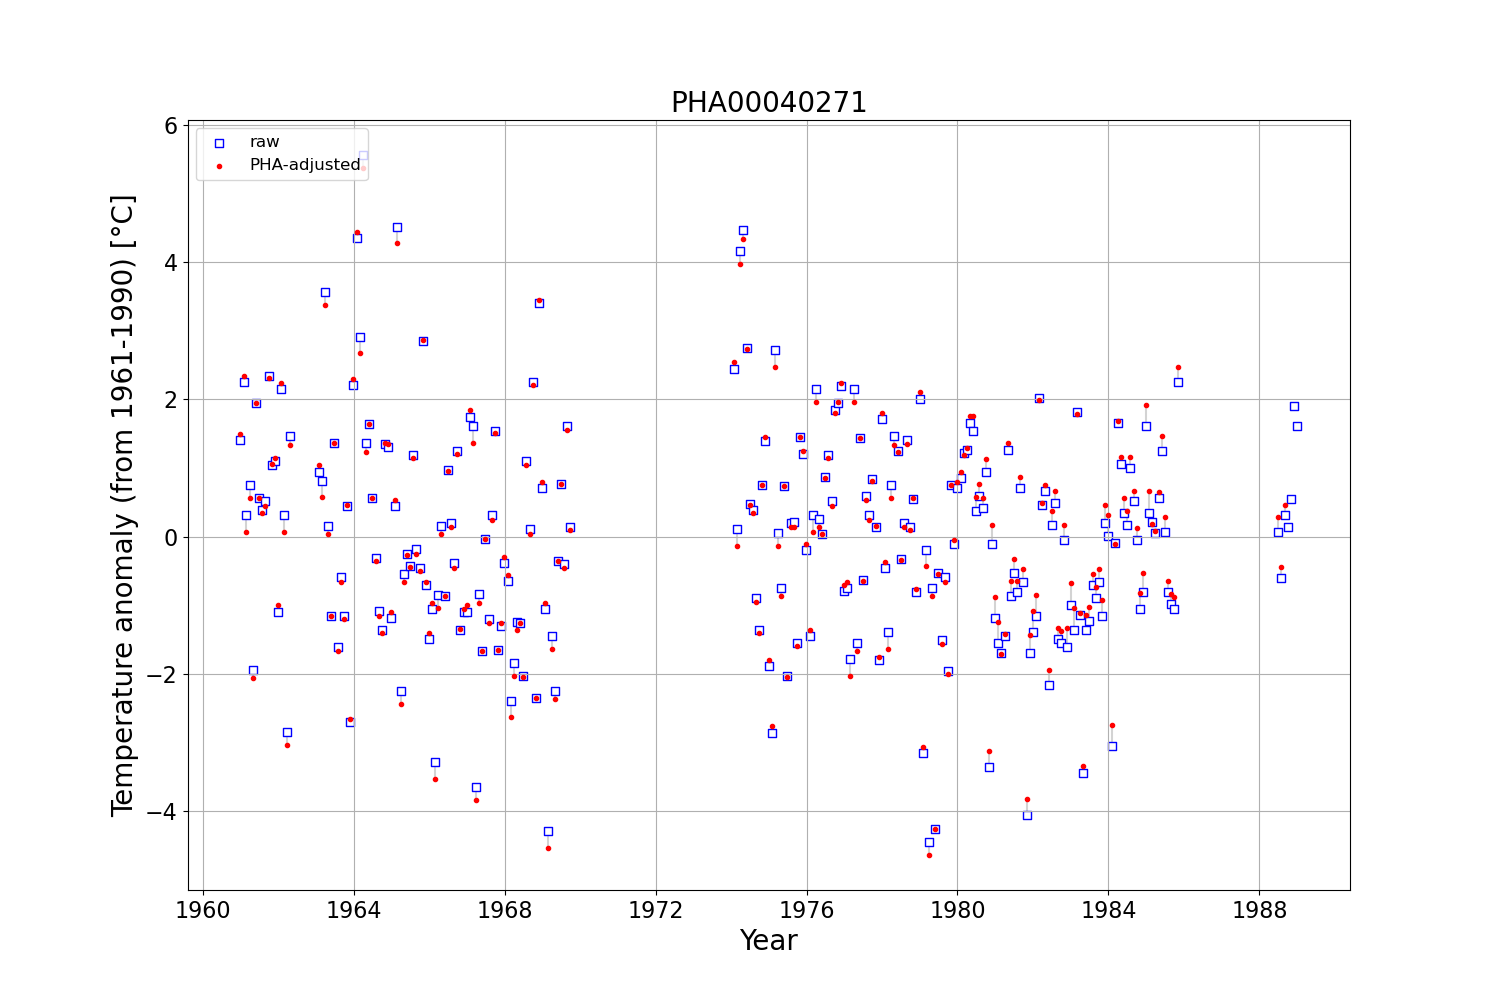 PHA00040271
raw
PHA-adjusted
Temperature anomaly (from 1961-1990) [°C]
6
4
2
0
−2
−4
1960 1964 1968 1972 1976 1980 1984 1988
Year